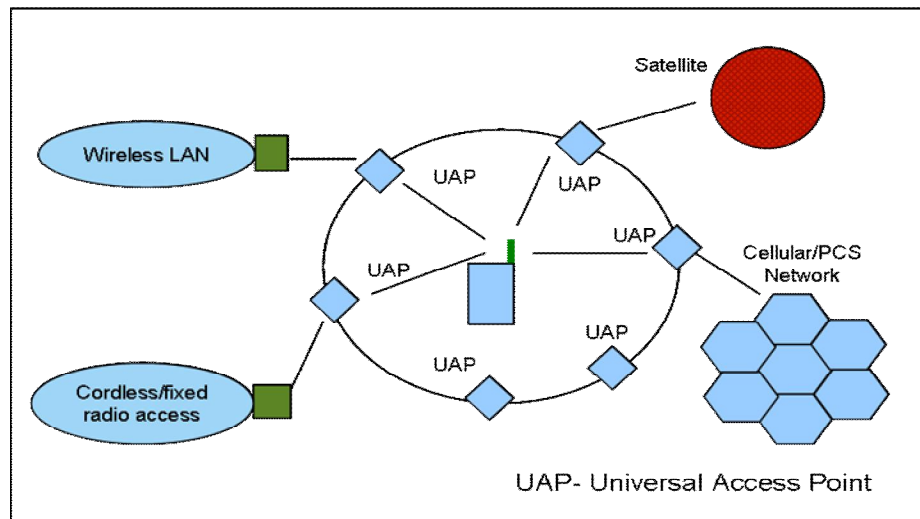 Satellite
Wireless LAN
UAP
UAP
UAP
UAP
Cellular/PCS
Network
UAP
UAP
Cordless/fixed
radio access
UAP- Universal Access Point